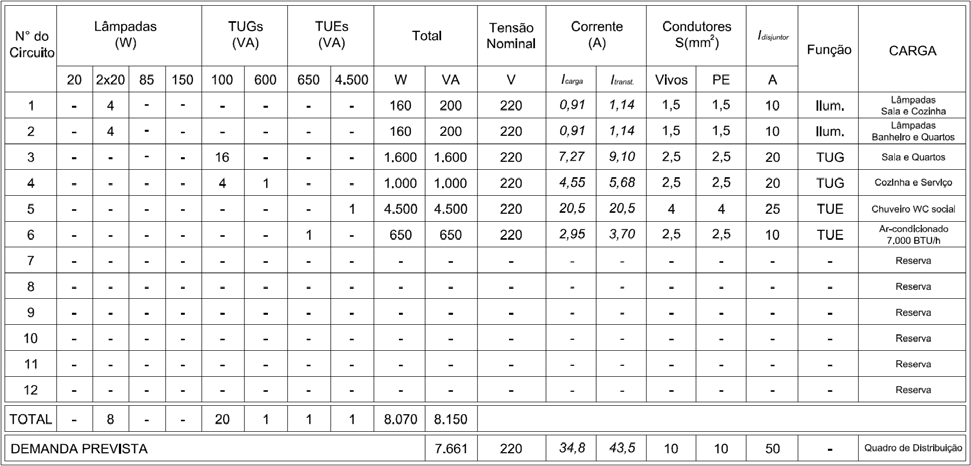 N° do Circuito Lâmpadas (W) TUGs (VA) TUEs (VA) Total Tensão Nominal Corrente (A) Condutores S(mm²) Idisjuntor Função CARGA
20 2x20 85 150 100 600 650 4.500 W VA V Icarga Itransf. Vivos PE A
1 - 4 - - - - - - 160 200 220 0,91 1,14 1,5 1,5 10 Ilum. Lâmpadas Sala e Cozinha
2 - 4 - - - - - - 160 200 220 0,91 1,14 1,5 1,5 10 Ilum. Lâmpadas Banheiro e Quartos
3 - - - - 16 - - - 1.600 1.600 220 7,27 9,10 2,5 2,5 20 TUG Sala e Quartos
4 - - - - 4 1 - - 1.000 1.000 220 4,55 5,68 2,5 2,5 20 TUG Cozinha e Serviço
5 - - - - - - - 1 4.500 4.500 220 20,5 20,5 4 4 25 TUE Chuveiro WC social
6 - - - - - - 1 - 650 650 220 2,95 3,70 2,5 2,5 10 TUE Ar-condicionado 7.000 BTU/h
7 - - - - - - - - - - - - - - - - - Reserva
8 - - - - - - - - - - - - - - - - - Reserva
9 - - - - - - - - - - - - - - - - - Reserva
10 - - - - - - - - - - - - - - - - - Reserva
11 - - - - - - - - - - - - - - - - - Reserva
12 - - - - - - - - - - - - - - - - - Reserva
TOTAL - 8 - - 20 1 1 1 8.070 8.150
DEMANDA PREVISTA 7.661 220 34,8 43,5 10 10 50 - Quadro de Distribuição